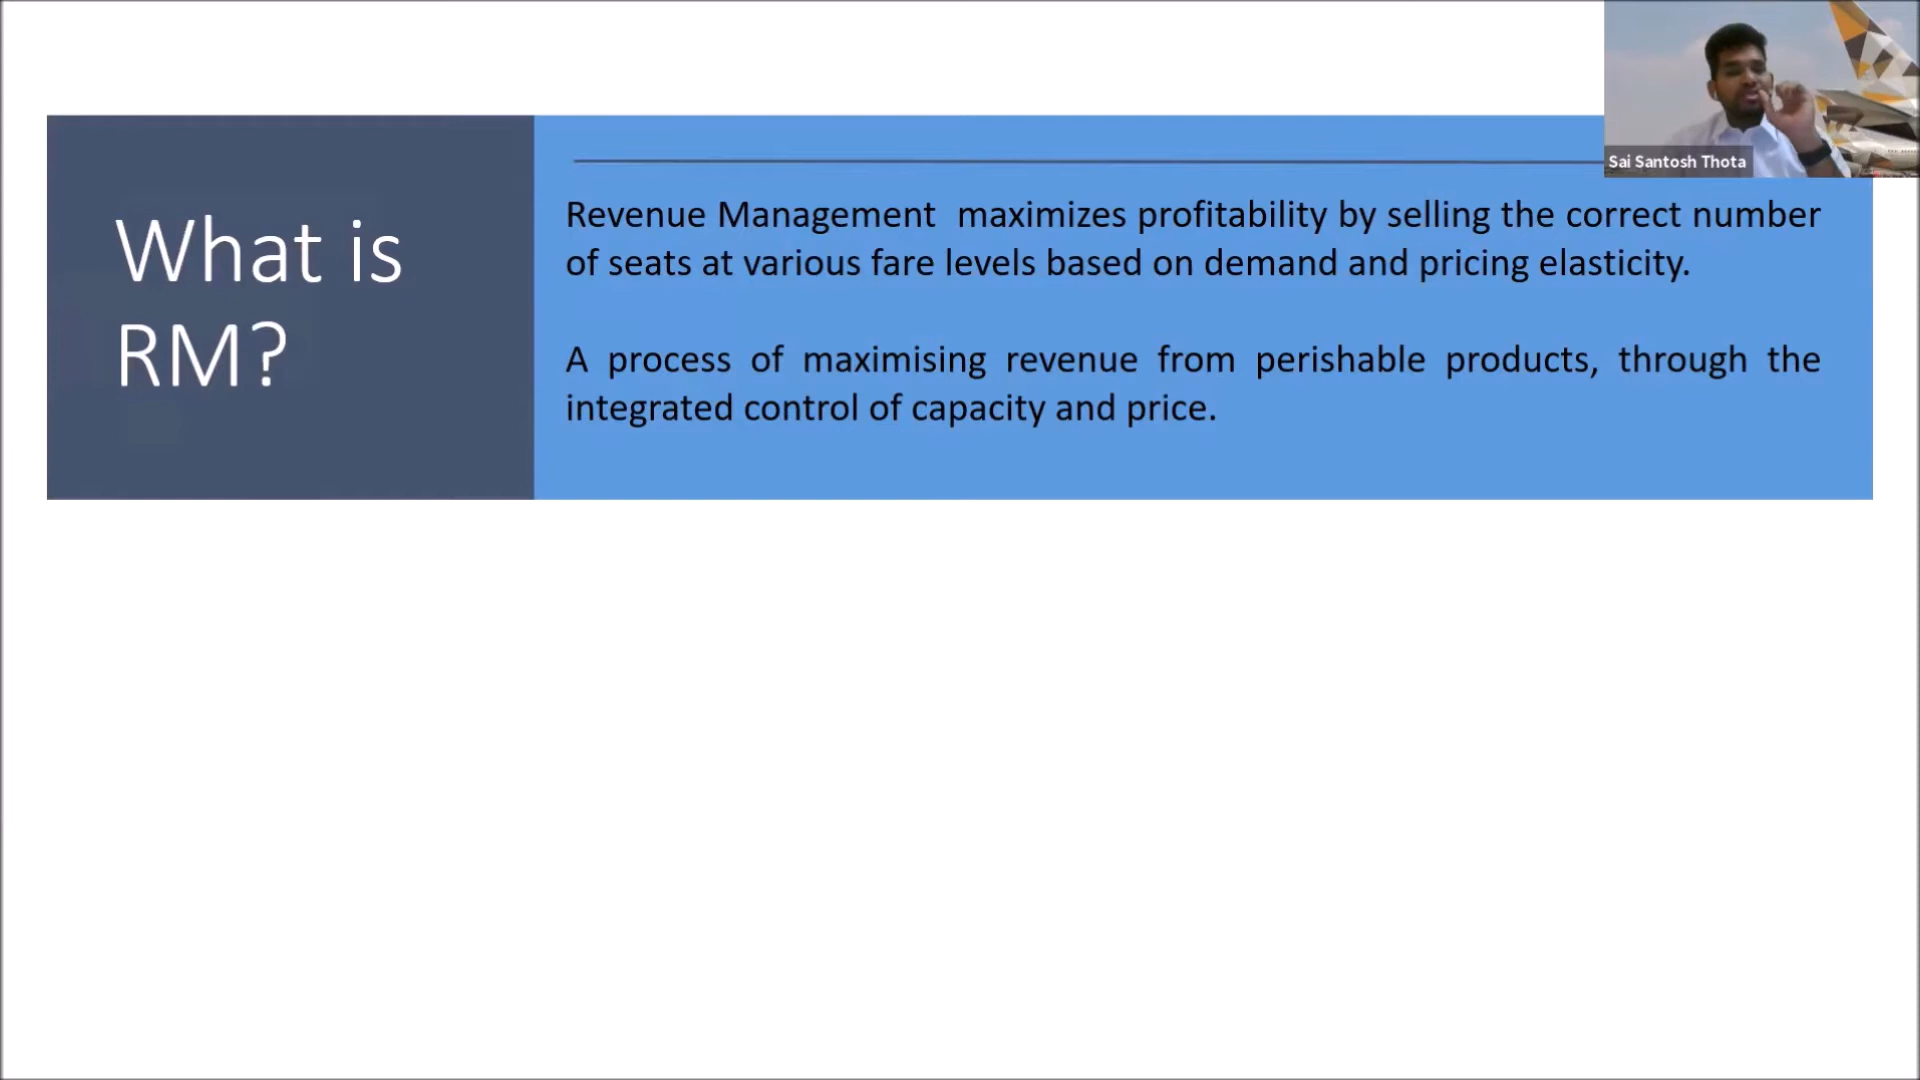 What is
RM?
Revenue Management  maximizes profitability by selling the correct number
of seats at various fare levels based on demand and pricing elasticity.
A process of maximising revenue from perishable products, through the
integrated control of capacity and price.
Sai Santosh Thota